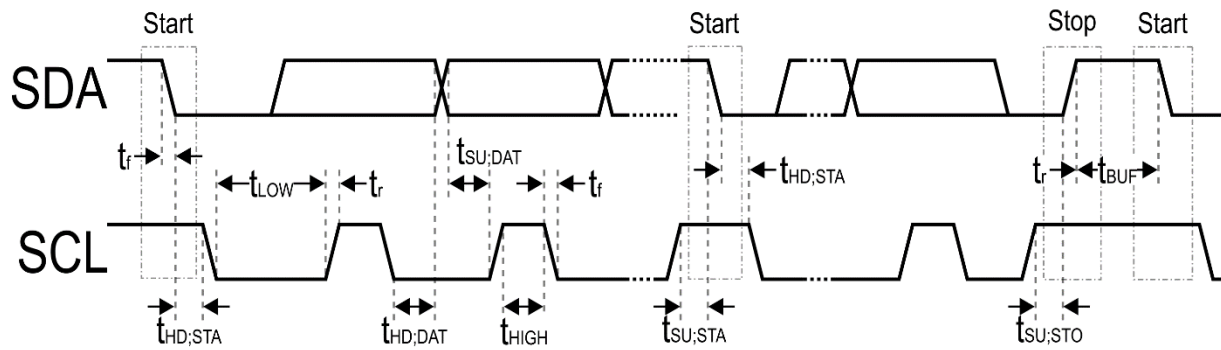 Start Start Stop Start
SDA
tf tSU;DAT tHD;STA tr tBUF
tLOW tr tf
SCL
tHD;STA tHD;DAT tHIGH tSU;STA tSU;STO